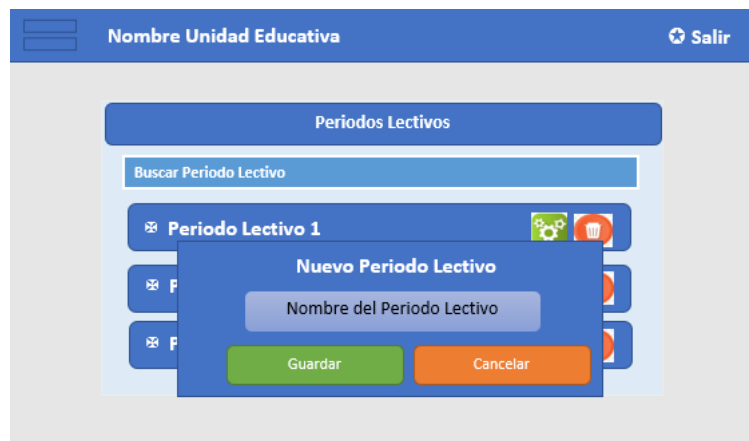 Nombre Unidad Educativa
Salir
Periodos Lectivos
Buscar Periodo Lectivo
Periodo Lectivo 1
Nuevo Periodo Lectivo
Nombre del Periodo Lectivo
Guardar
Cancelar